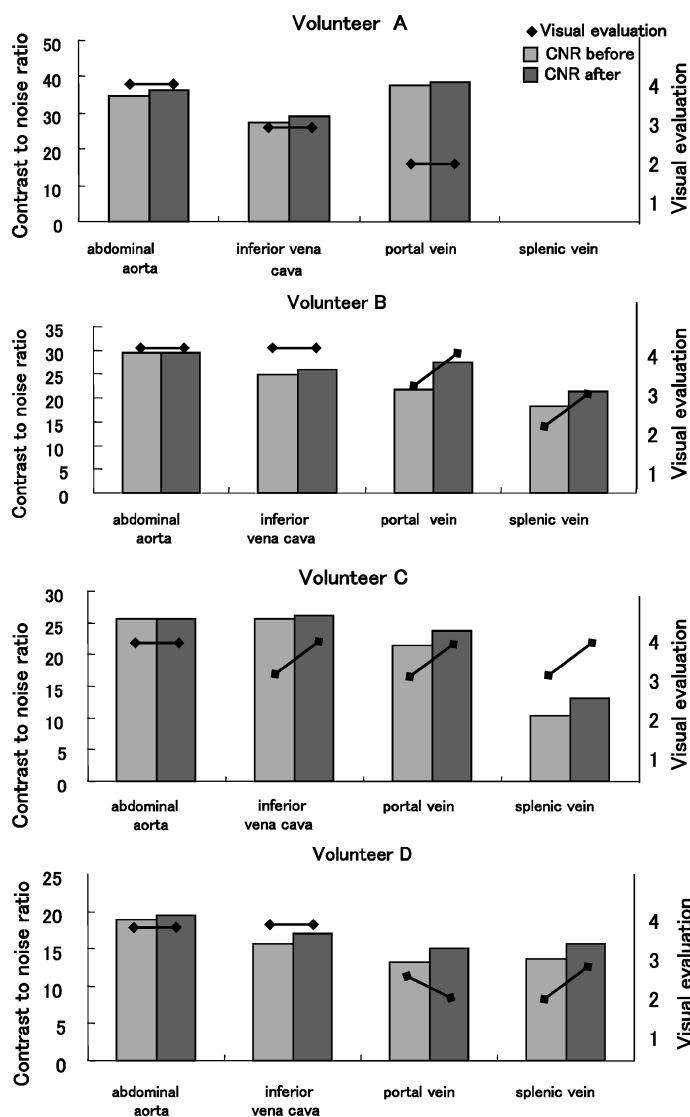 Volunteer A
Visual evaluation
CNR before
CNR after
Contrast to noise ratio
50
40
30
20
10
0
4
3
2
1
Visual evaluation
abdominal aorta
inferior vena cava
portal vein
splenic vein
Volunteer B
Contrast to noise ratio
35
30
25
20
15
10
5
0
4
3
2
1
Visual evaluation
abdominal aorta
inferior vena cava
portal vein
splenic vein
Volunteer C
Contrast to noise ratio
30
25
20
15
10
5
0
4
3
2
1
Visual evaluation
abdominal aorta
inferior vena cava
portal vein
splenic vein
Volunteer D
Contrast to noise ratio
25
20
15
10
5
0
4
3
2
1
Visual evaluation
abdominal aorta
inferior vena cava
portal vein
splenic vein